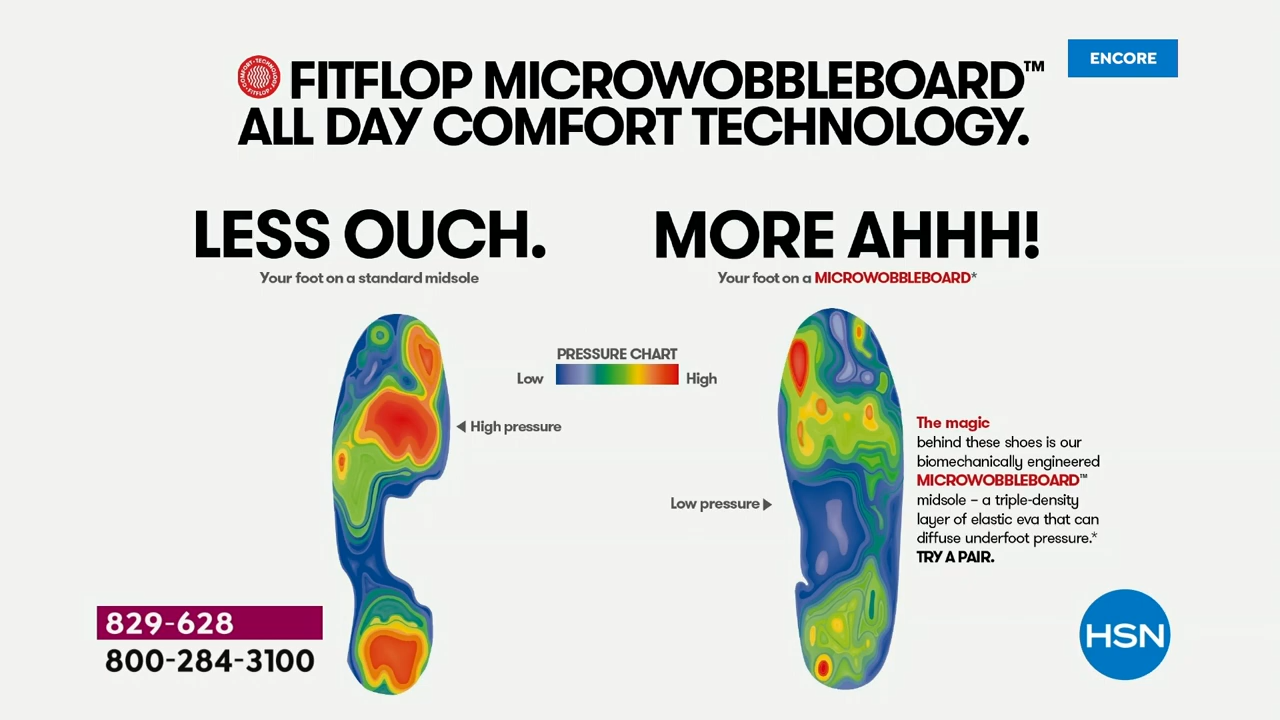 ENCORE
FITFLOP MICROWOBBLEBOARD™
ALL DAY COMFORT TECHNOLOGY.
LESS OUCH.
Your foot on a standard midsole
MORE AHHH!
Your foot on a MICROWOBBLEBOARD*
PRESSURE CHART
Low
High
High pressure
Low pressure
The magic
behind these shoes is our
biomechanically engineered
MICROWOBBLEBOARD™
midsole – a triple-density
layer of elastic eva that can
diffuse underfoot pressure.*
TRY A PAIR.
829-628
800-284-3100
HSN